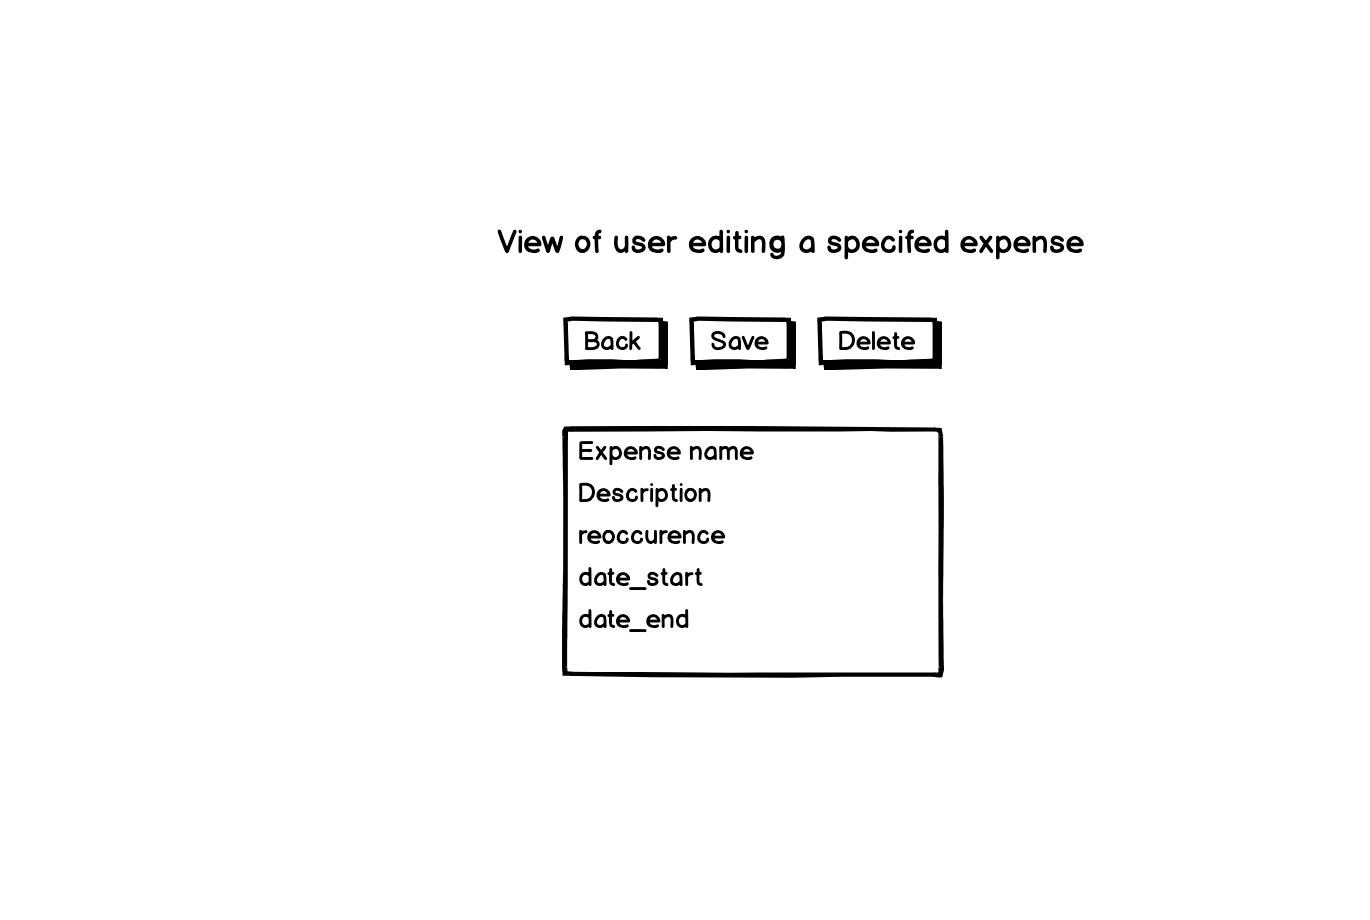 View of user editing a specifed expense
Back Save Delete
Expense name
Description
reoccurence
date_start
date_end